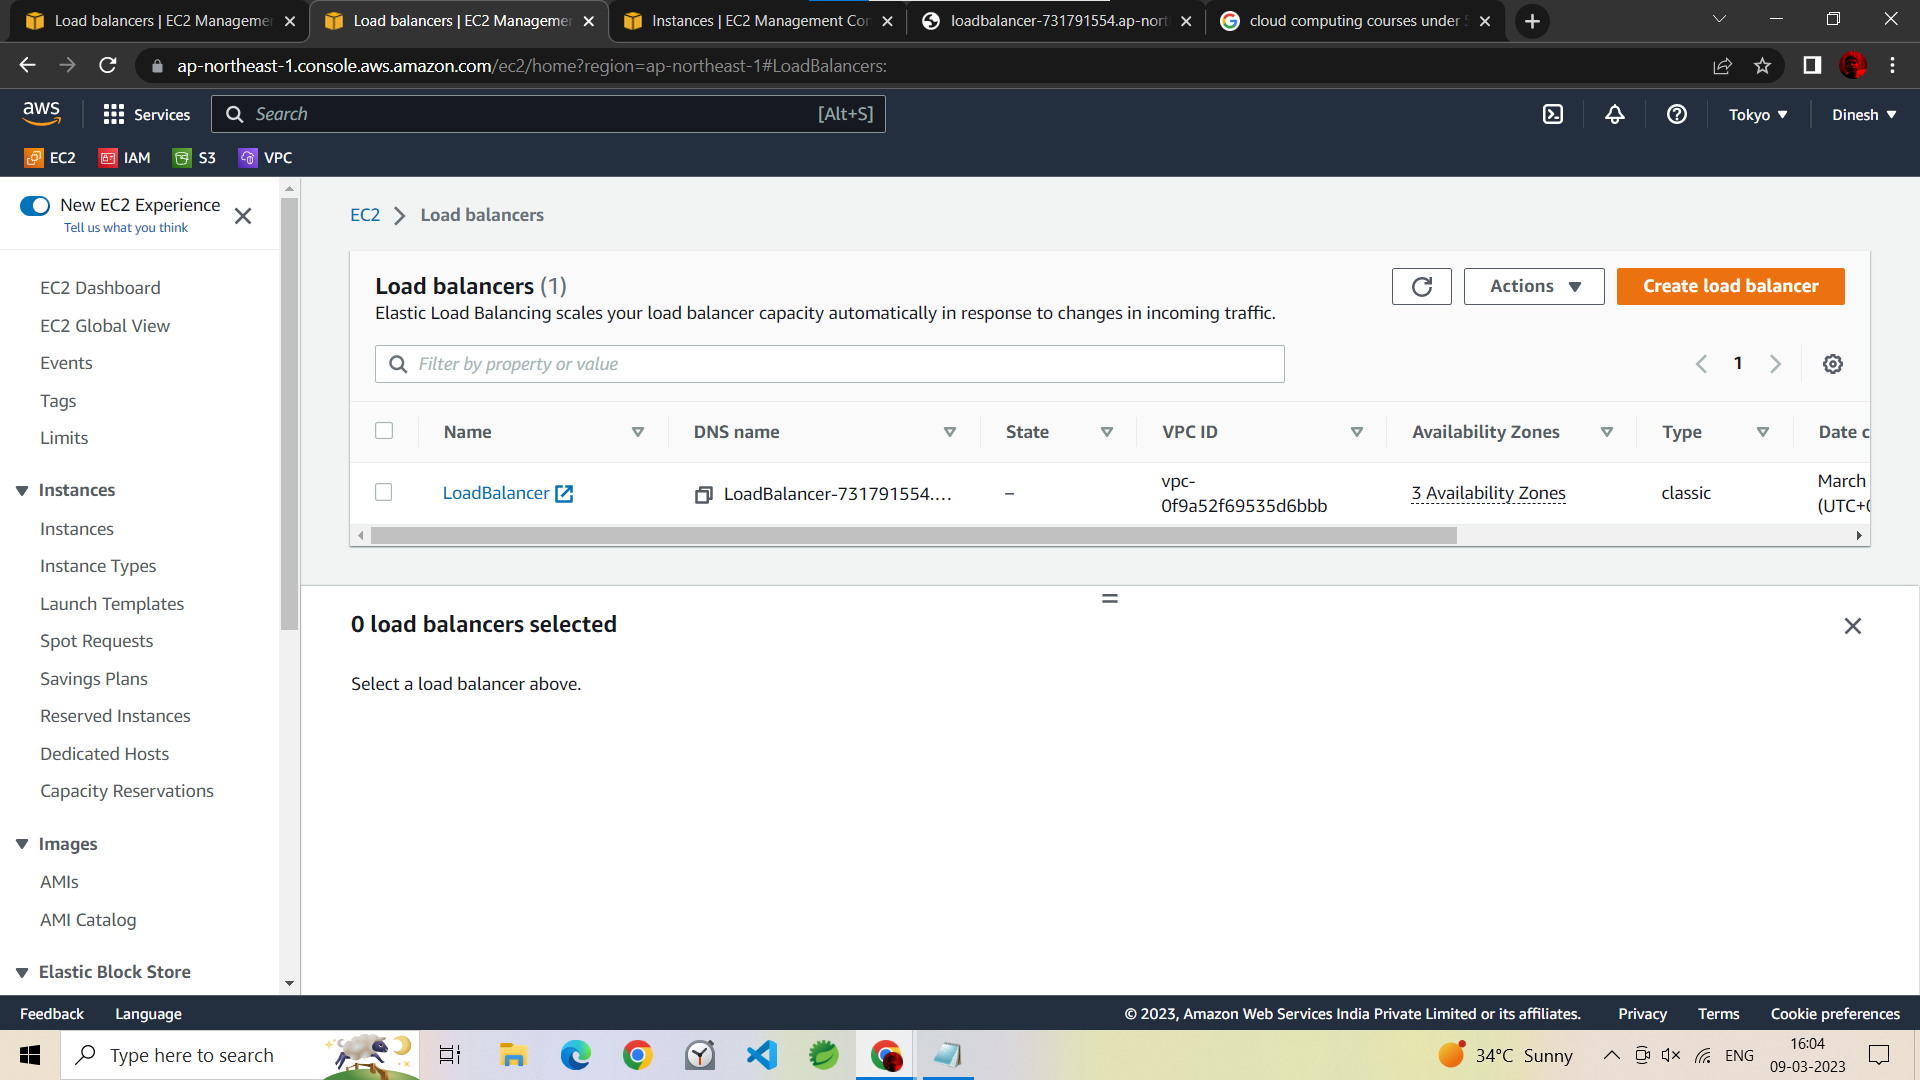 Load balancers | EC2 Manageme
Load balancers | EC2 Manageme
Instances | EC2 Management Con
loadbalancer-731791554.ap-nort
cloud computing courses under 5
ap-northeast-1.console.aws.amazon.com/ec2/home?region=ap-northeast-1#LoadBalancers:
aws
Services
Search
[Alt+S]
Tokyo
Dinesh
EC2
IAM
S3
VPC
New EC2 Experience
Tell us what you think
EC2 Dashboard
EC2 Global View
Events
Tags
Limits
Instances
Instances
Instance Types
Launch Templates
Spot Requests
Savings Plans
Reserved Instances
Dedicated Hosts
Capacity Reservations
Images
AMIs
AMI Catalog
Elastic Block Store
EC2 > Load balancers
Load balancers (1)
Elastic Load Balancing scales your load balancer capacity automatically in response to changes in incoming traffic.
Actions
Create load balancer
Filter by property or value
1
Name DNS name State VPC ID Availability Zones Type Date c
LoadBalancer LoadBalancer-731791554.... – vpc-0f9a52f69535d6bbb 3 Availability Zones classic March (UTC+0
0 load balancers selected
Select a load balancer above.
Feedback Language © 2023, Amazon Web Services India Private Limited or its affiliates. Privacy Terms Cookie preferences
Type here to search
34°C Sunny
ENG
16:04
09-03-2023